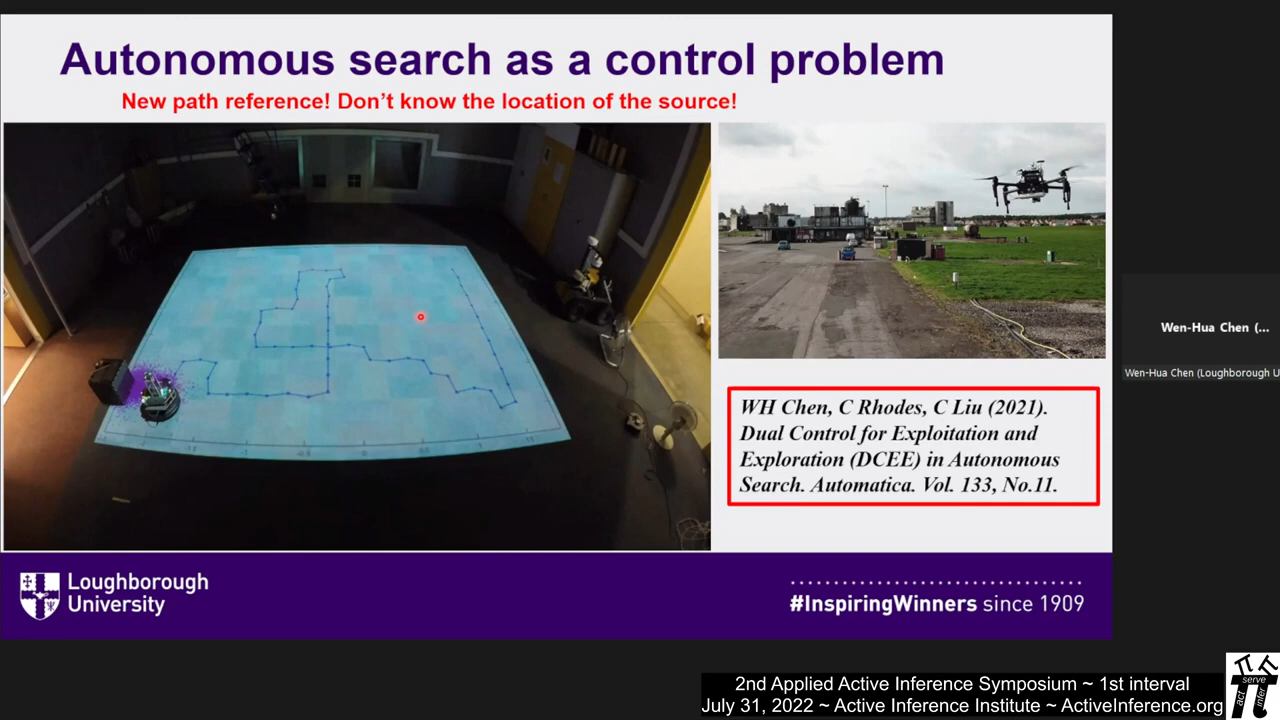 Autonomous search as a control problem
New path reference! Don't know the location of the source!
WH Chen, C Rhodes, C Liu (2021).
Dual Control for Exploitation and
Exploration (DCEE) in Autonomous
Search. Automatica. Vol. 133, No.11.
Wen-Hua Chen (...
Wen-Hua Chen (Loughborough U
Loughborough
University
#InspiringWinners since 1909
2nd Applied Active Inference Symposium ~ 1st interval
July 31, 2022 ~ Active Inference Institute ~ ActiveInference.org
serve
act
infer